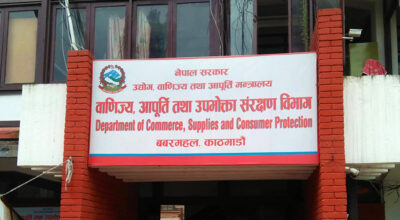 नेपाल सरकार
उद्योग, वाणिज्य तथा आपूर्ति मन्त्रालय
वाणिज्य, आपूर्ति तथा उपभोक्ता संरक्षण विभाग
Department of Commerce, Supplies and Consumer Protection
बबरमहल, काठमाडौं